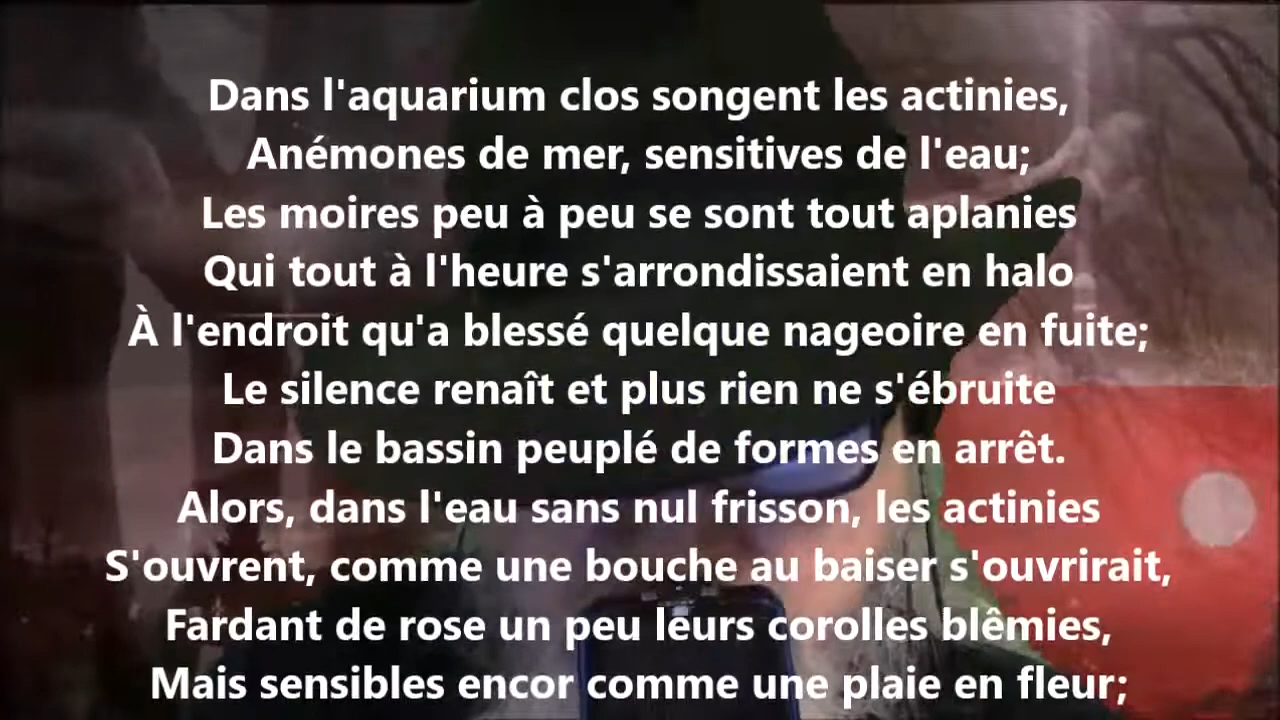 Dans l'aquarium clos songent les actinies,
Anémones de mer, sensitives de l'eau;
Les moires peu à peu se sont tout aplanies
Qui tout à l'heure s'arrondissaient en halo
À l'endroit qu'a blessé quelque nageoire en fuite;
Le silence renaît et plus rien ne s'ébruite
Dans le bassin peuplé de formes en arrêt.
Alors, dans l'eau sans nul frisson, les actinies
S'ouvrent, comme une bouche au baiser s'ouvrirait,
Fardant de rose un peu leurs corolles blêmies,
Mais sensibles encor comme une plaie en fleur;